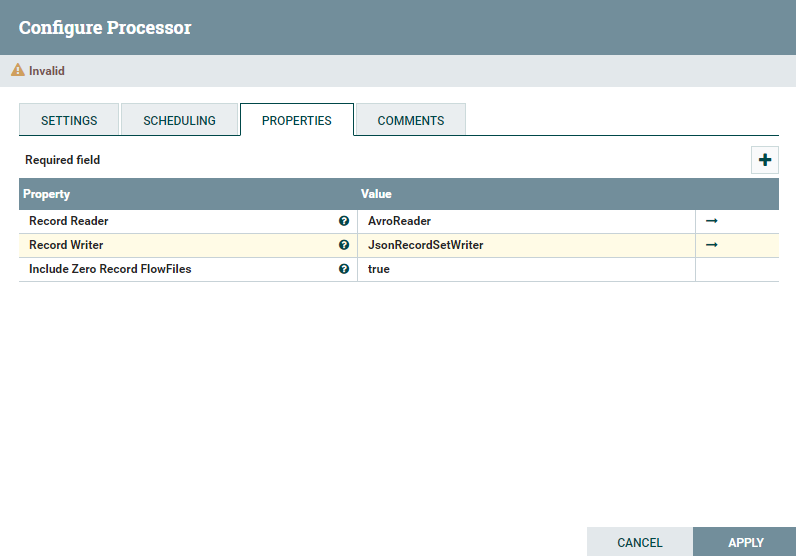 Configure Processor
Invalid
SETTINGS
SCHEDULING
PROPERTIES
COMMENTS
Required field
Property Value
Record Reader AvroReader
Record Writer JsonRecordSetWriter
Include Zero Record FlowFiles true
CANCEL
APPLY